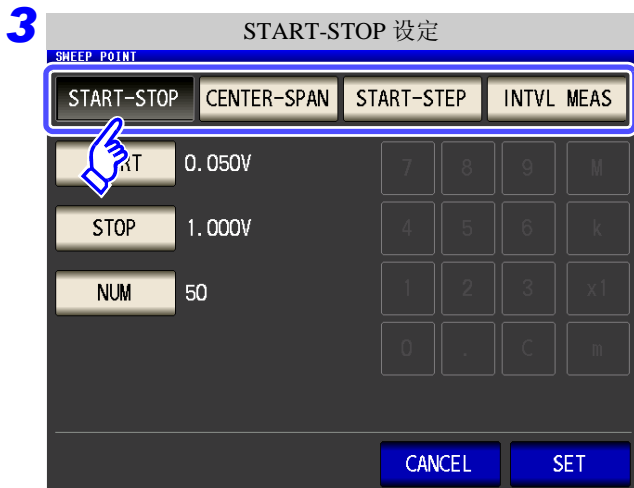 3
START-STOP 设定
SWEEP POINT
START-STOP CENTER-SPAN START-STEP INTVL MEAS
0.050V 7 8 9 M
STOP 1.000V 4 5 6 k
NUM 50 1 2 3 x1
0 . C m
CANCEL SET